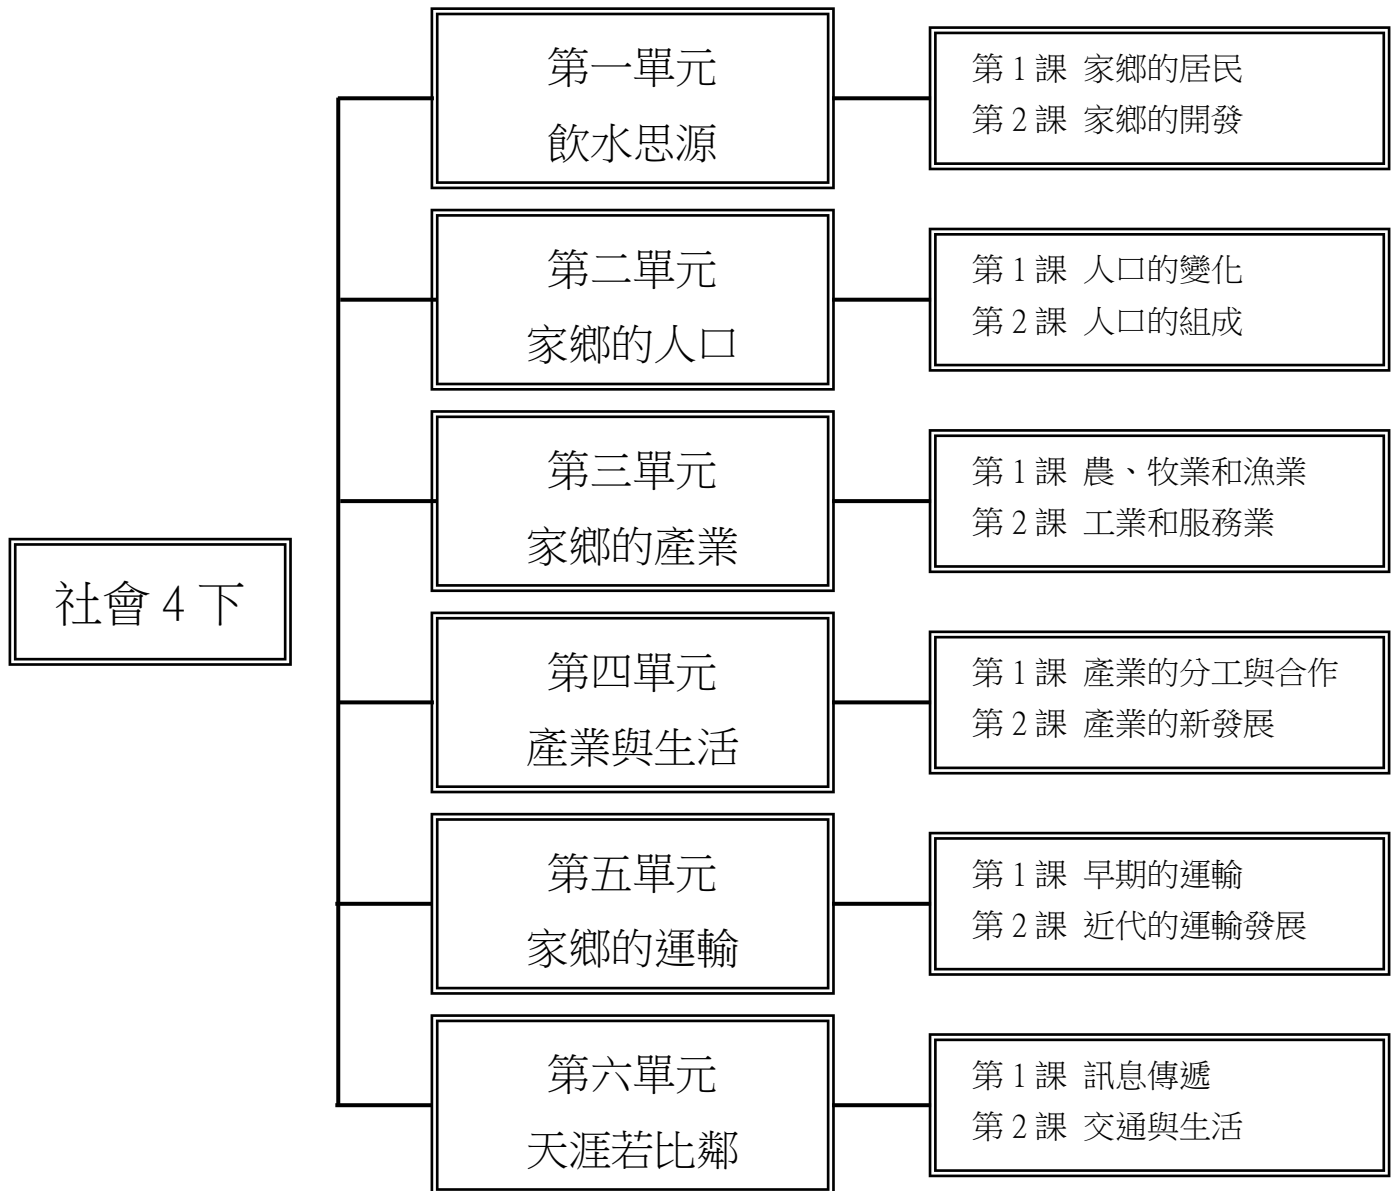 社會 4 下
第一單元
飲水思源
第 1 課 家鄉的居民
第 2 課 家鄉的開發
第二單元
家鄉的人口
第 1 課 人口的變化
第 2 課 人口的組成
第三單元
家鄉的產業
第 1 課 農、牧業和漁業
第 2 課 工業和服務業
第四單元
產業與生活
第 1 課 產業的分工與合作
第 2 課 產業的新發展
第五單元
家鄉的運輸
第 1 課 早期的運輸
第 2 課 近代的運輸發展
第六單元
天涯若比鄰
第 1 課 訊息傳遞
第 2 課 交通與生活